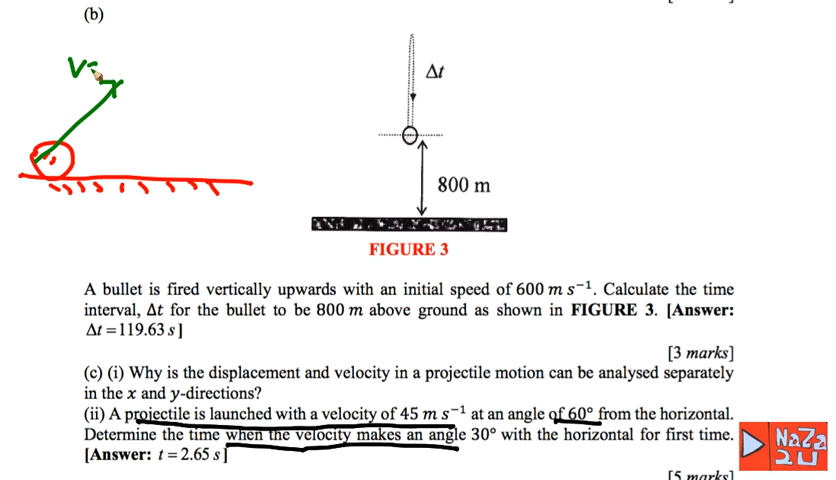 (b)
V=
Δt
800 m
FIGURE 3
A bullet is fired vertically upwards with an initial speed of 600 m s⁻¹. Calculate the time
interval, Δt for the bullet to be 800 m above ground as shown in FIGURE 3. [Answer:
Δt =119.63 s]
[3 marks]
(c) (i) Why is the displacement and velocity in a projectile motion can be analysed separately
in the x and y-directions?
(ii) A projectile is launched with a velocity of 45 m s⁻¹ at an angle of 60° from the horizontal.
Determine the time when the velocity makes an angle 30° with the horizontal for first time.
[Answer: t = 2.65 s]
NaZa
2U
[5 marks]